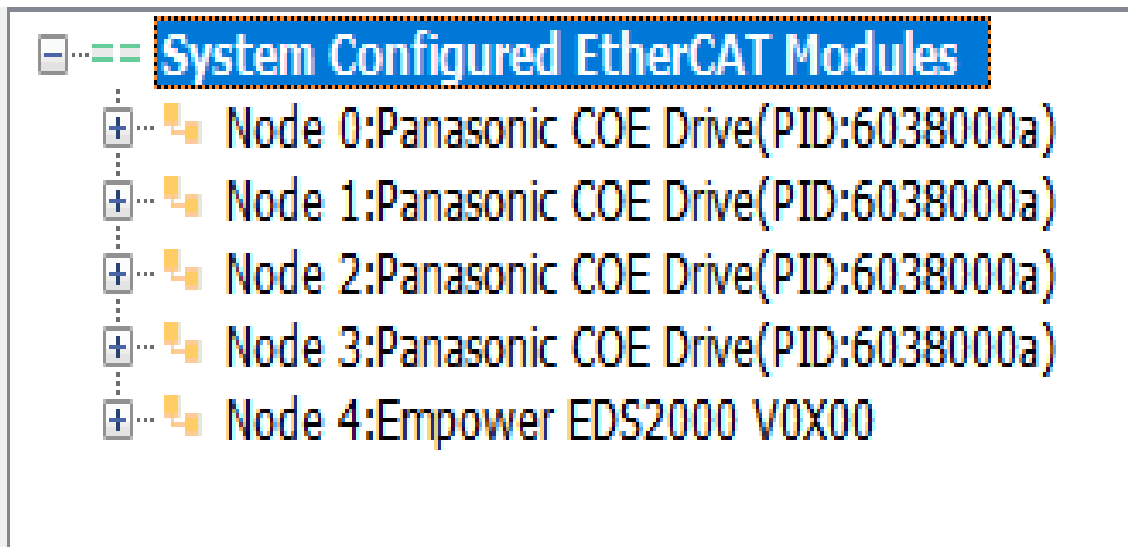 System Configured EtherCAT Modules
Node 0:Panasonic COE Drive(PID:6038000a)
Node 1:Panasonic COE Drive(PID:6038000a)
Node 2:Panasonic COE Drive(PID:6038000a)
Node 3:Panasonic COE Drive(PID:6038000a)
Node 4:Empower EDS2000 V0X00